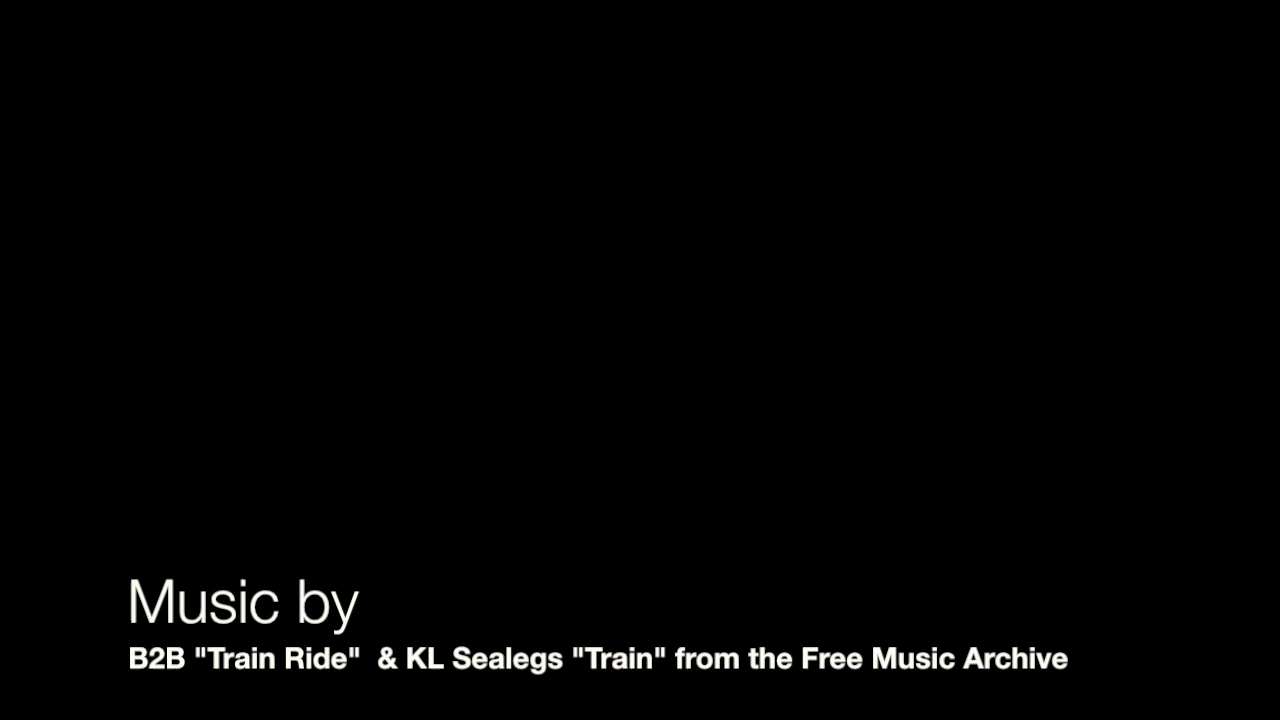 Music by
B2B "Train Ride"  & KL Sealegs "Train" from the Free Music Archive